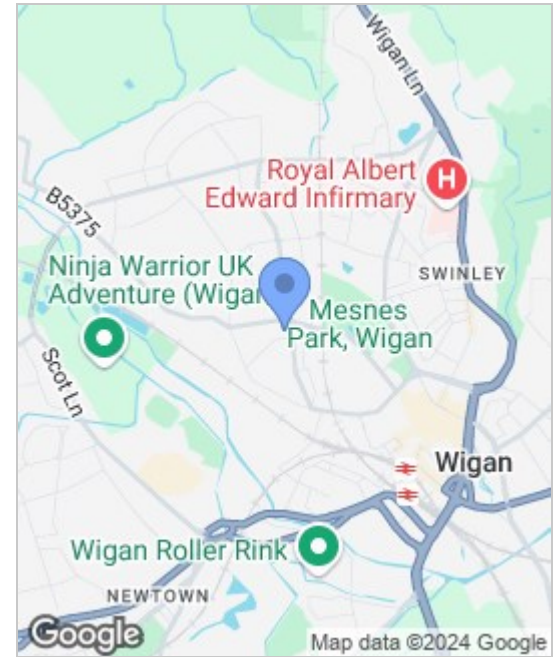 Wigan Ln
Royal Albert
Edward Infirmary
H
B5375
SWINLEY
Ninja Warrior UK
Adventure (Wigan
Mesnes
Park, Wigan
Scot Ln
Wigan
Wigan Roller Rink
NEWTOWN
Google
Map data ©2024 Google